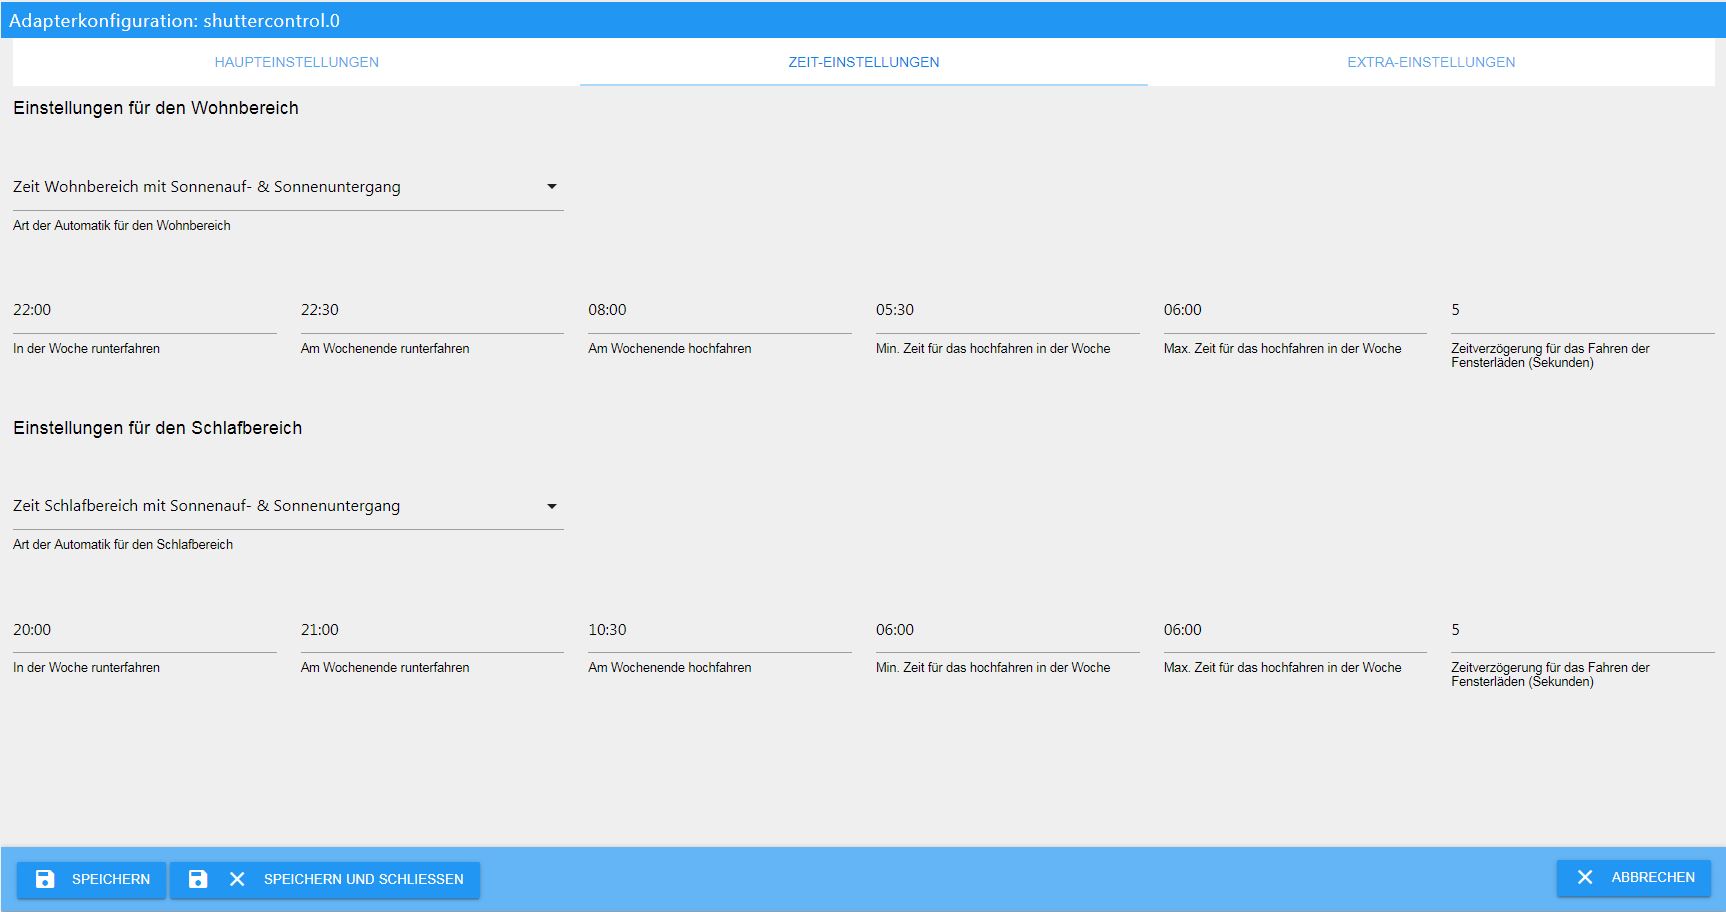 Adapterkonfiguration: shuttercontrol.0
HAUPTEINSTELLUNGEN
ZEIT-EINSTELLUNGEN
EXTRA-EINSTELLUNGEN
Einstellungen für den Wohnbereich
Zeit Wohnbereich mit Sonnenauf- & Sonnenuntergang
Art der Automatik für den Wohnbereich
22:00
In der Woche runterfahren
22:30
Am Wochenende runterfahren
08:00
Am Wochenende hochfahren
05:30
Min. Zeit für das hochfahren in der Woche
06:00
Max. Zeit für das hochfahren in der Woche
5
Zeitverzögerung für das Fahren der
Fensterläden (Sekunden)
Einstellungen für den Schlafbereich
Zeit Schlafbereich mit Sonnenauf- & Sonnenuntergang
Art der Automatik für den Schlafbereich
20:00
In der Woche runterfahren
21:00
Am Wochenende runterfahren
10:30
Am Wochenende hochfahren
06:00
Min. Zeit für das hochfahren in der Woche
06:00
Max. Zeit für das hochfahren in der Woche
5
Zeitverzögerung für das Fahren der
Fensterläden (Sekunden)
SPEICHERN
SPEICHERN UND SCHLIESSEN
ABBRECHEN